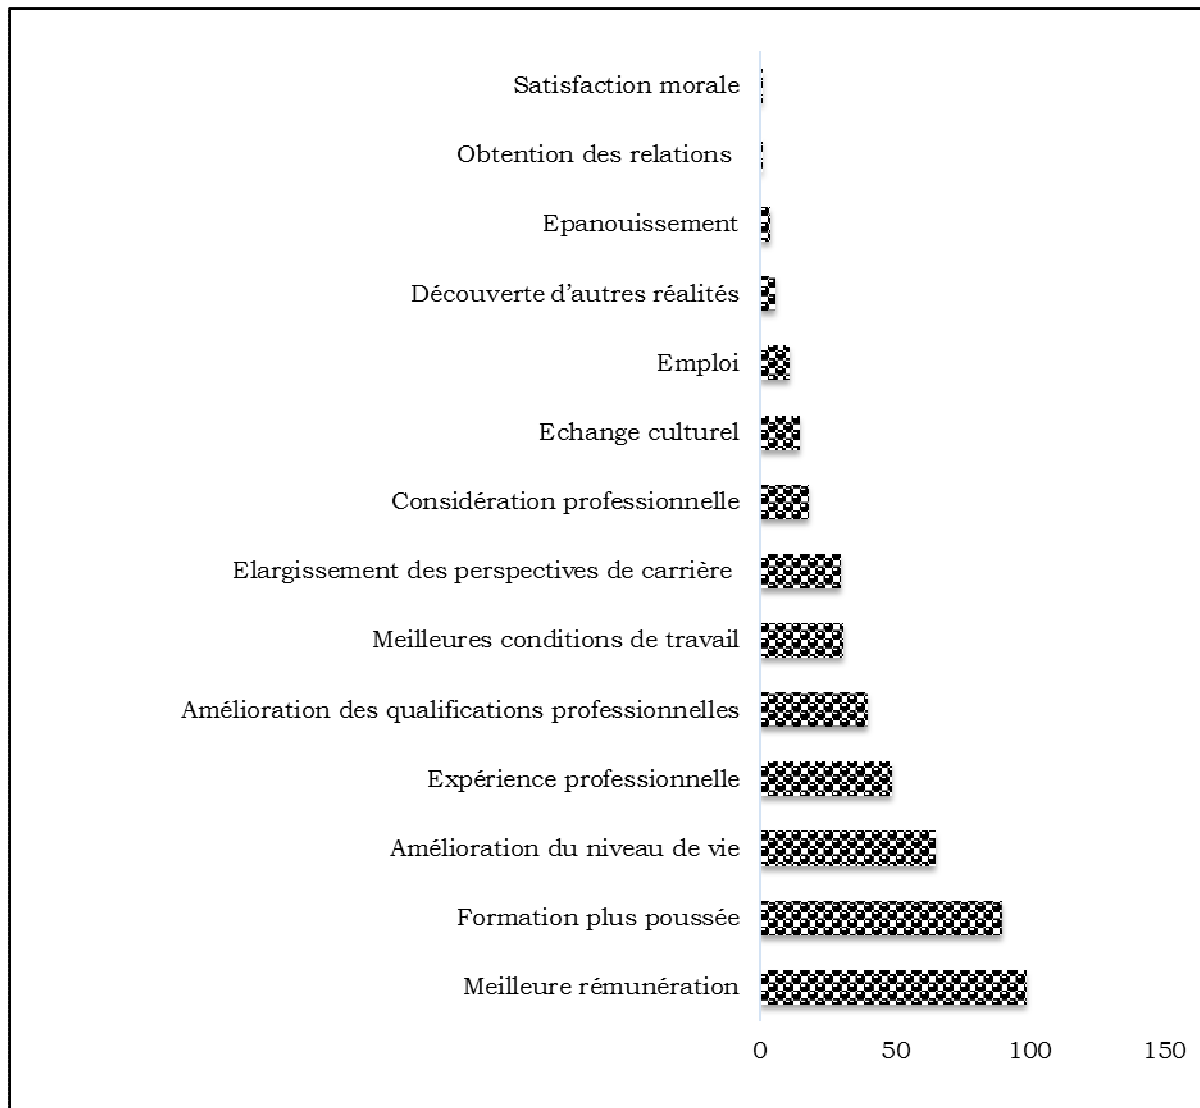 Satisfaction morale
Obtention des relations
Epanouissement
Découverte d’autres réalités
Emploi
Echange culturel
Considération professionnelle
Elargissement des perspectives de carrière
Meilleures conditions de travail
Amélioration des qualifications professionnelles
Expérience professionnelle
Amélioration du niveau de vie
Formation plus poussée
Meilleure rémunération
0 50 100 150